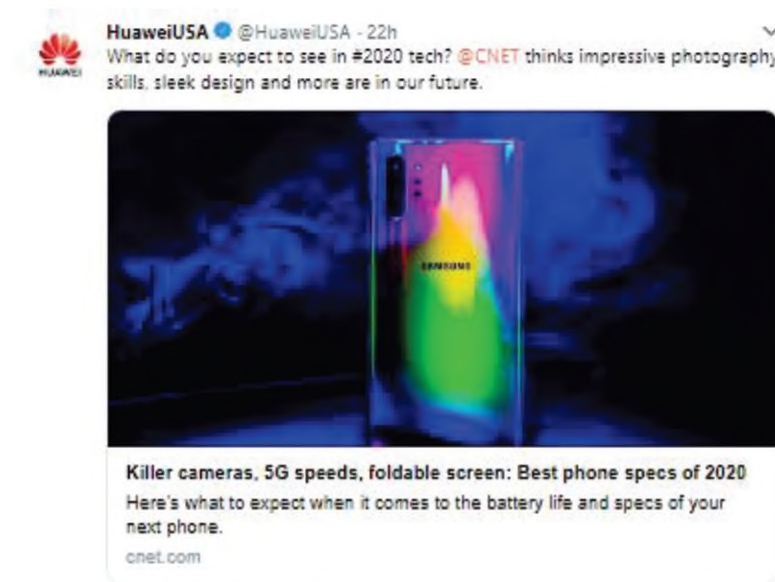 HuaweiUSA @HuaweiUSA · 22h
What do you expect to see in #2020 tech? @CNET thinks impressive photography
skills, sleek design and more are in our future.
HUAWEI
SAMSUNG
Killer cameras, 5G speeds, foldable screen: Best phone specs of 2020
Here's what to expect when it comes to the battery life and specs of your
next phone.
cnet.com